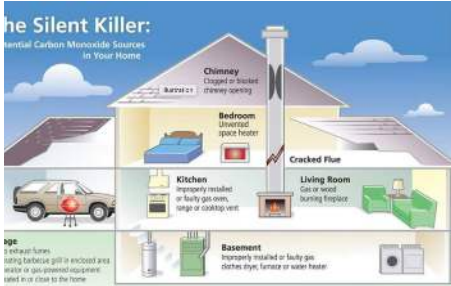 he Silent Killer:
tential Carbon Monoxide Sources
in Your Home
Chimney
Clogged or blocked
chimney opening
Bedroom
Unvented
space heater
Cracked Flue
Kitchen
Improperly installed
or faulty gas oven,
range or cooktop vent
Living Room
Gas or wood
burning fireplace
age
exhaust fumes
ating barbecue grill in enclosed area
erator or gas-powered equipment
ated in or close to the home
Basement
Improperly installed or faulty gas
clothes dryer, furnace or water heater